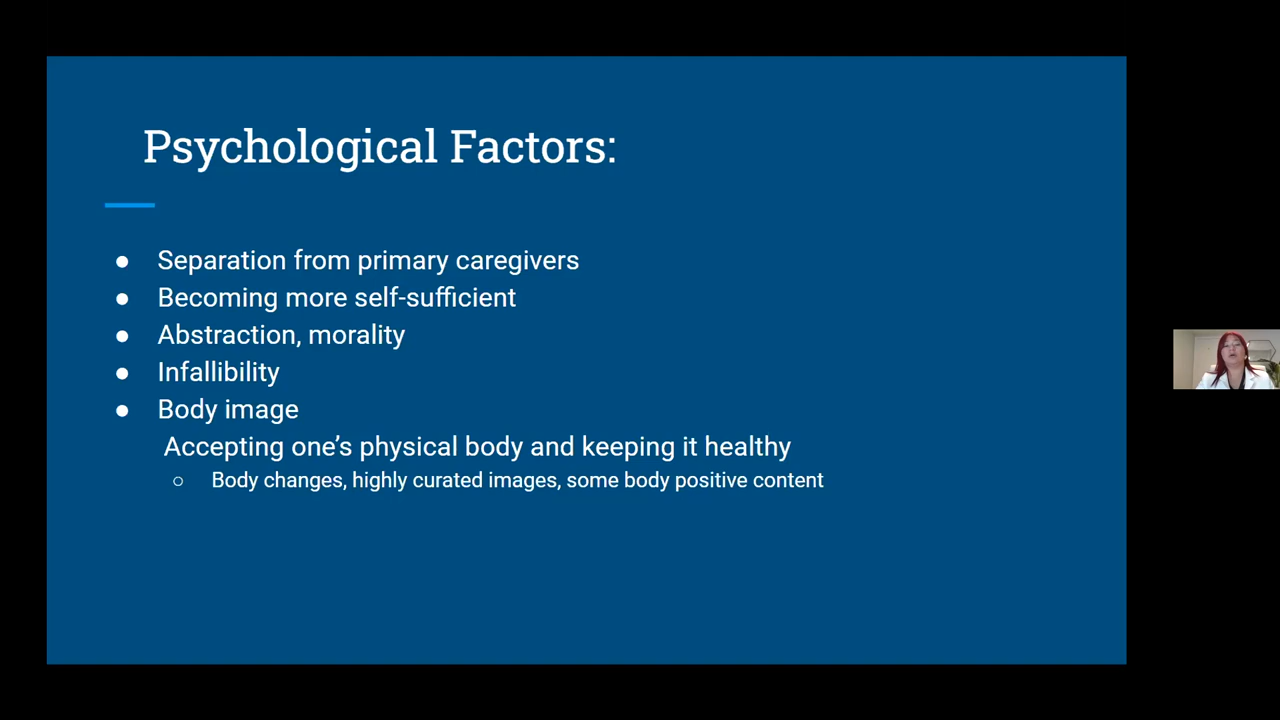 Psychological Factors:
● Separation from primary caregivers
● Becoming more self-sufficient
● Abstraction, morality
● Infallibility
● Body image
Accepting one’s physical body and keeping it healthy
○ Body changes, highly curated images, some body positive content